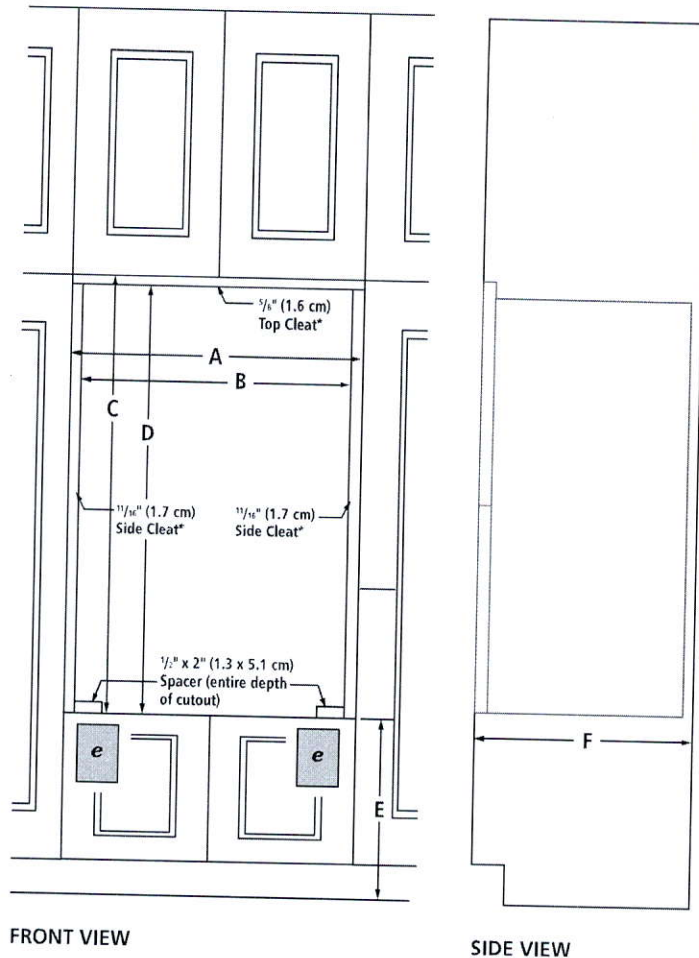 5/8" (1.6 cm)
Top Cleat*
A
B
C
D
11/16" (1.7 cm)
Side Cleat*
11/16" (1.7 cm)
Side Cleat*
1/2" x 2" (1.3 x 5.1 cm)
Spacer (entire depth
of cutout)
e
e
E
F
FRONT VIEW
SIDE VIEW